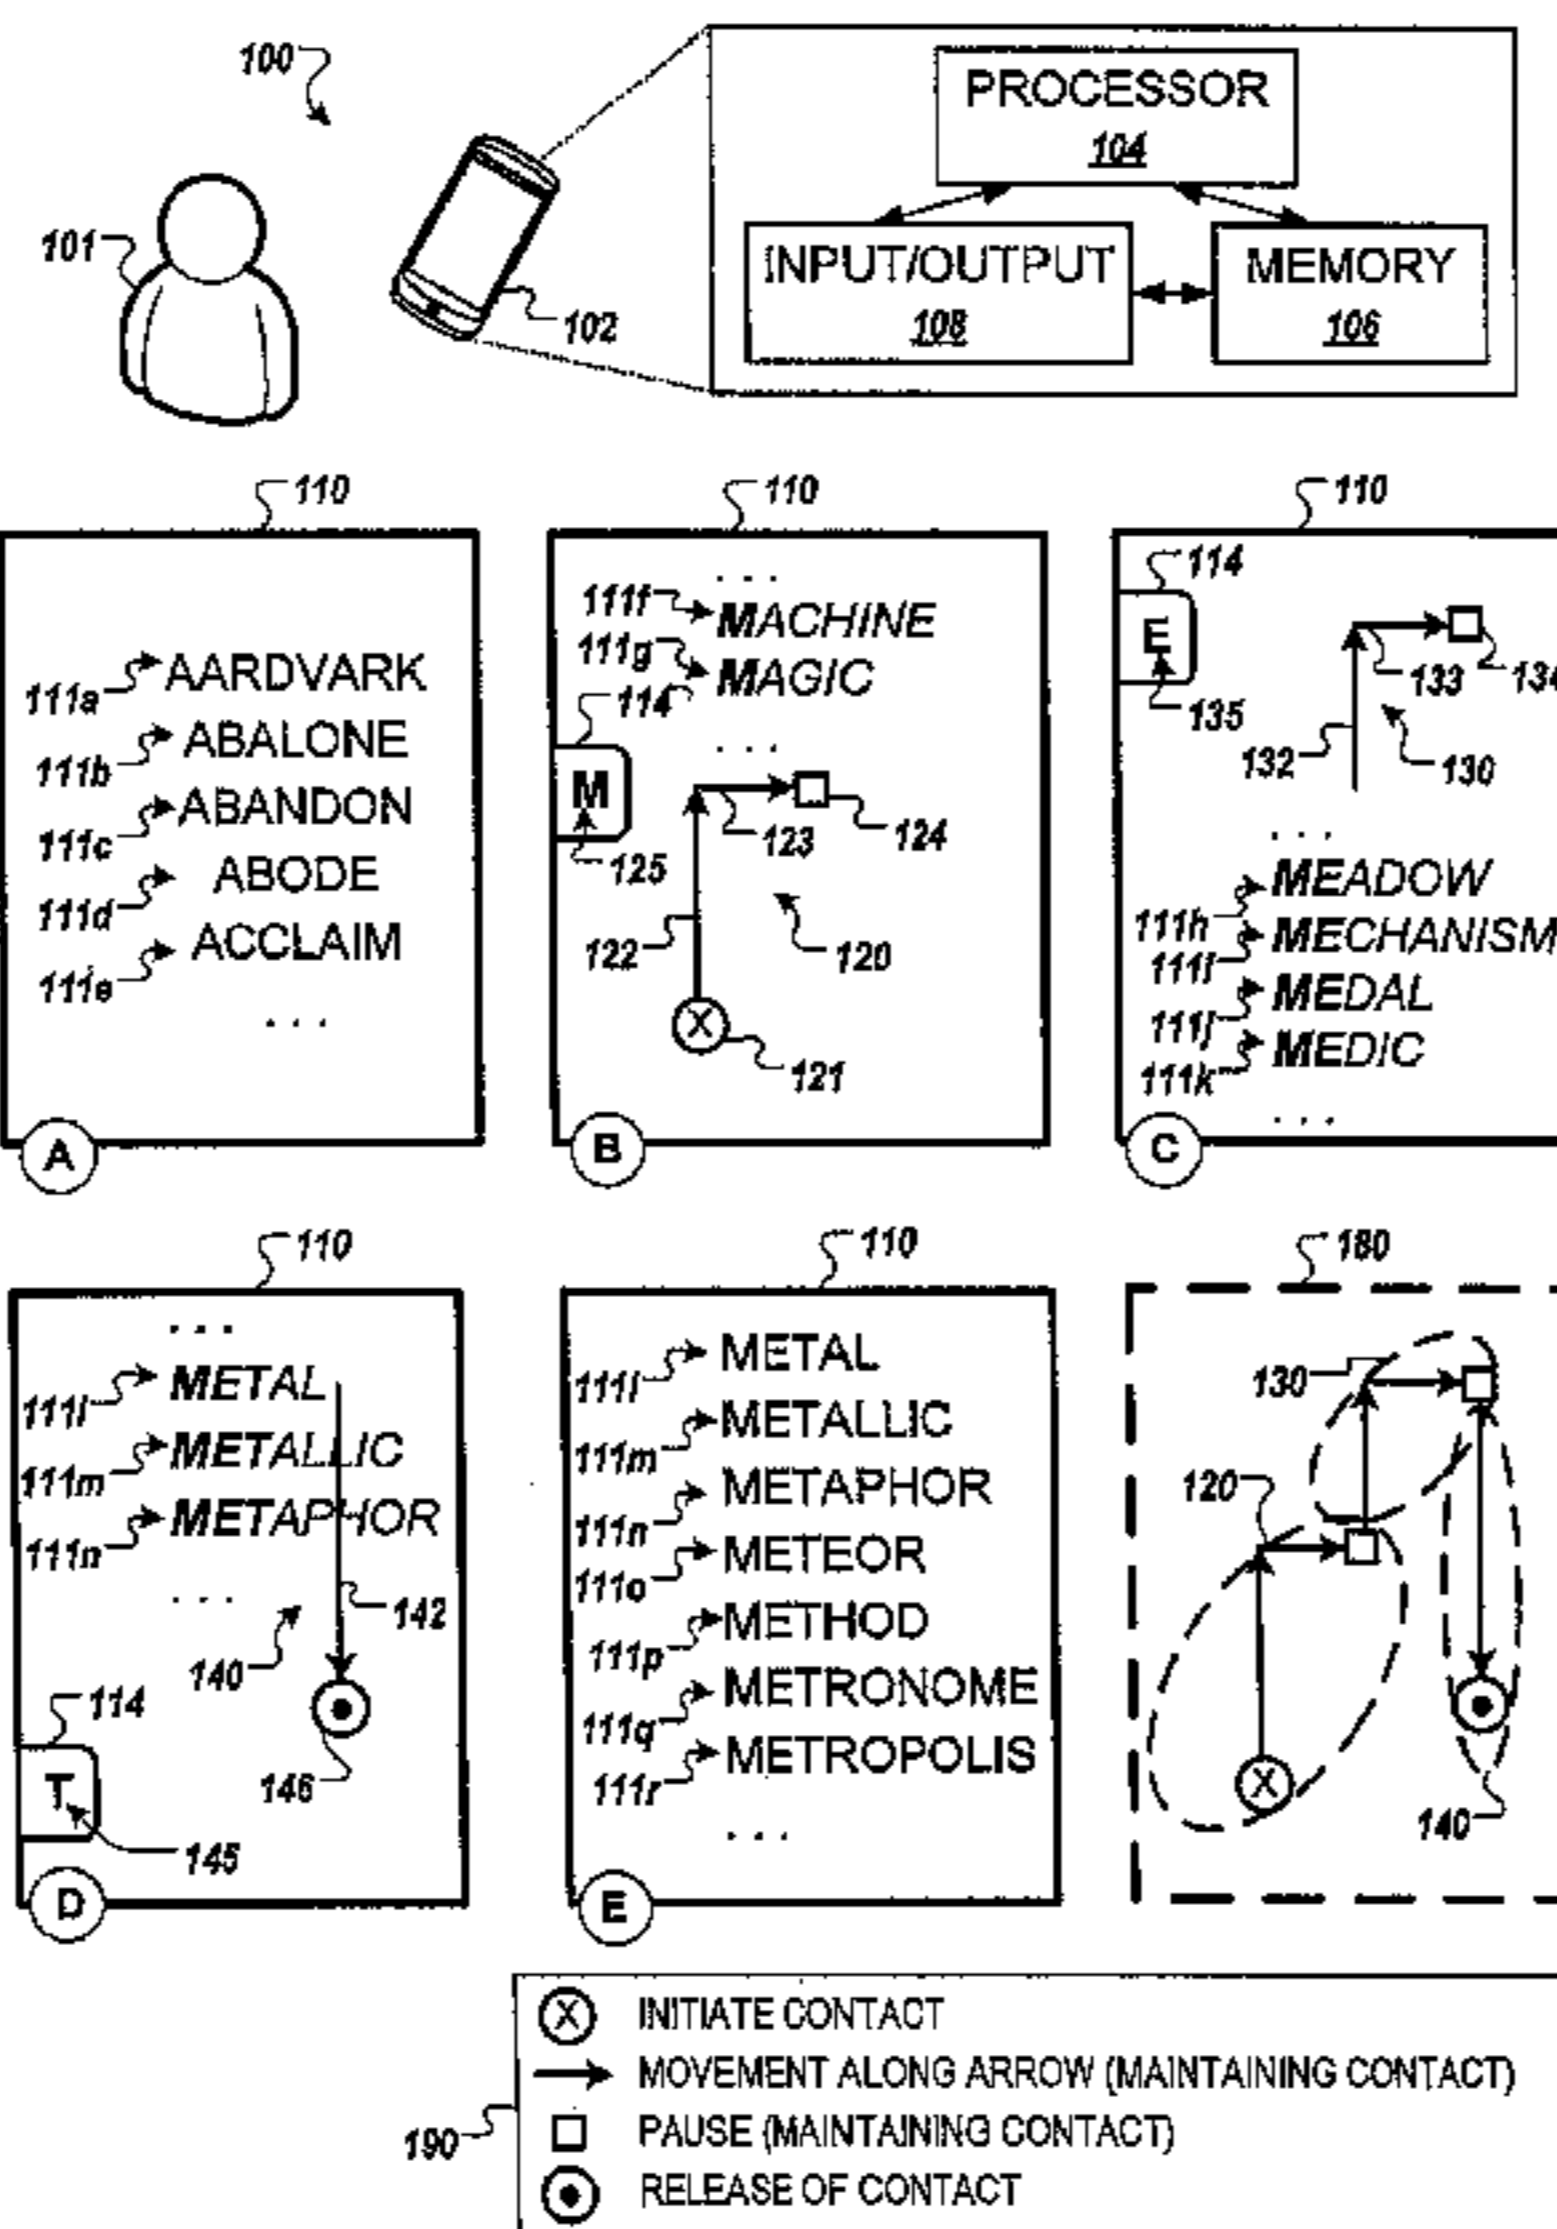 100
PROCESSOR
104
101
INPUT/OUTPUT
108
MEMORY
106
102
110
111a AARDVARK
111b ABALONE
111c ABANDON
111d ABODE
111e ACCLAIM
. . .
A
110
. . .
111f MACHINE
111g MAGIC
114
. . .
M
123
124
125
122
120
X
121
B
110
114
E
133
134
135
132
130
. . .
111h MEADOW
111i MECHANISM
111j MEDAL
111k MEDIC
. . .
C
110
. . .
111l METAL
111m METALLIC
111n METAPHOR
. . .
142
140
114
T
146
145
D
110
111l METAL
111m METALLIC
111n METAPHOR
111o METEOR
111p METHOD
111q METRONOME
111r METROPOLIS
. . .
E
180
130
120
X
140
190
X INITIATE CONTACT
MOVEMENT ALONG ARROW (MAINTAINING CONTACT)
PAUSE (MAINTAINING CONTACT)
RELEASE OF CONTACT